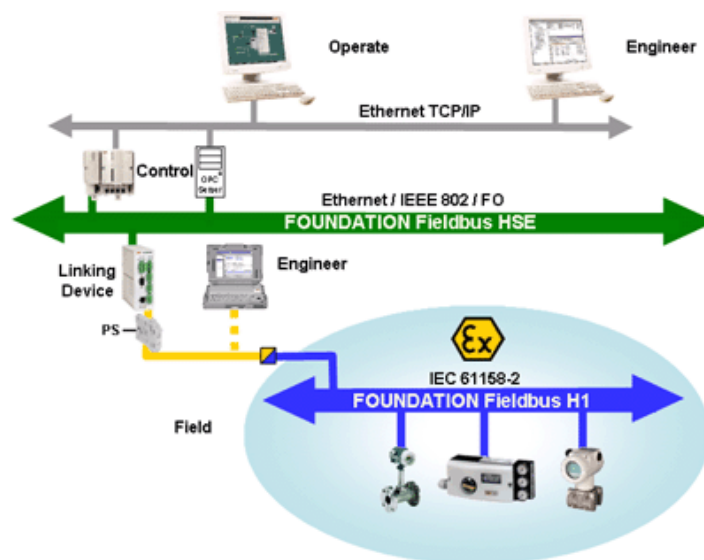 Operate
Engineer
Ethernet TCP/IP
Control
OPC
Server
Ethernet / IEEE 802 / FO
FOUNDATION Fieldbus HSE
Linking
Device
Engineer
PS
Ex
IEC 61158-2
FOUNDATION Fieldbus H1
Field